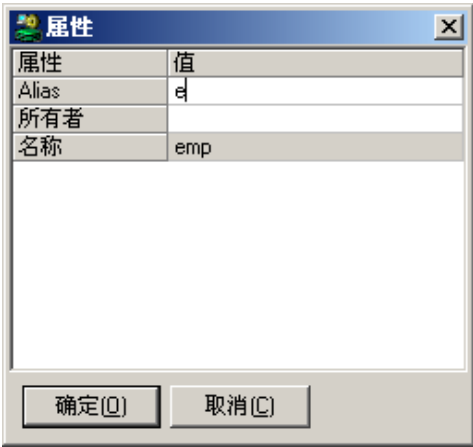 属性
属性 值
Alias e
所有者
名称 emp
确定(O) 取消(C)